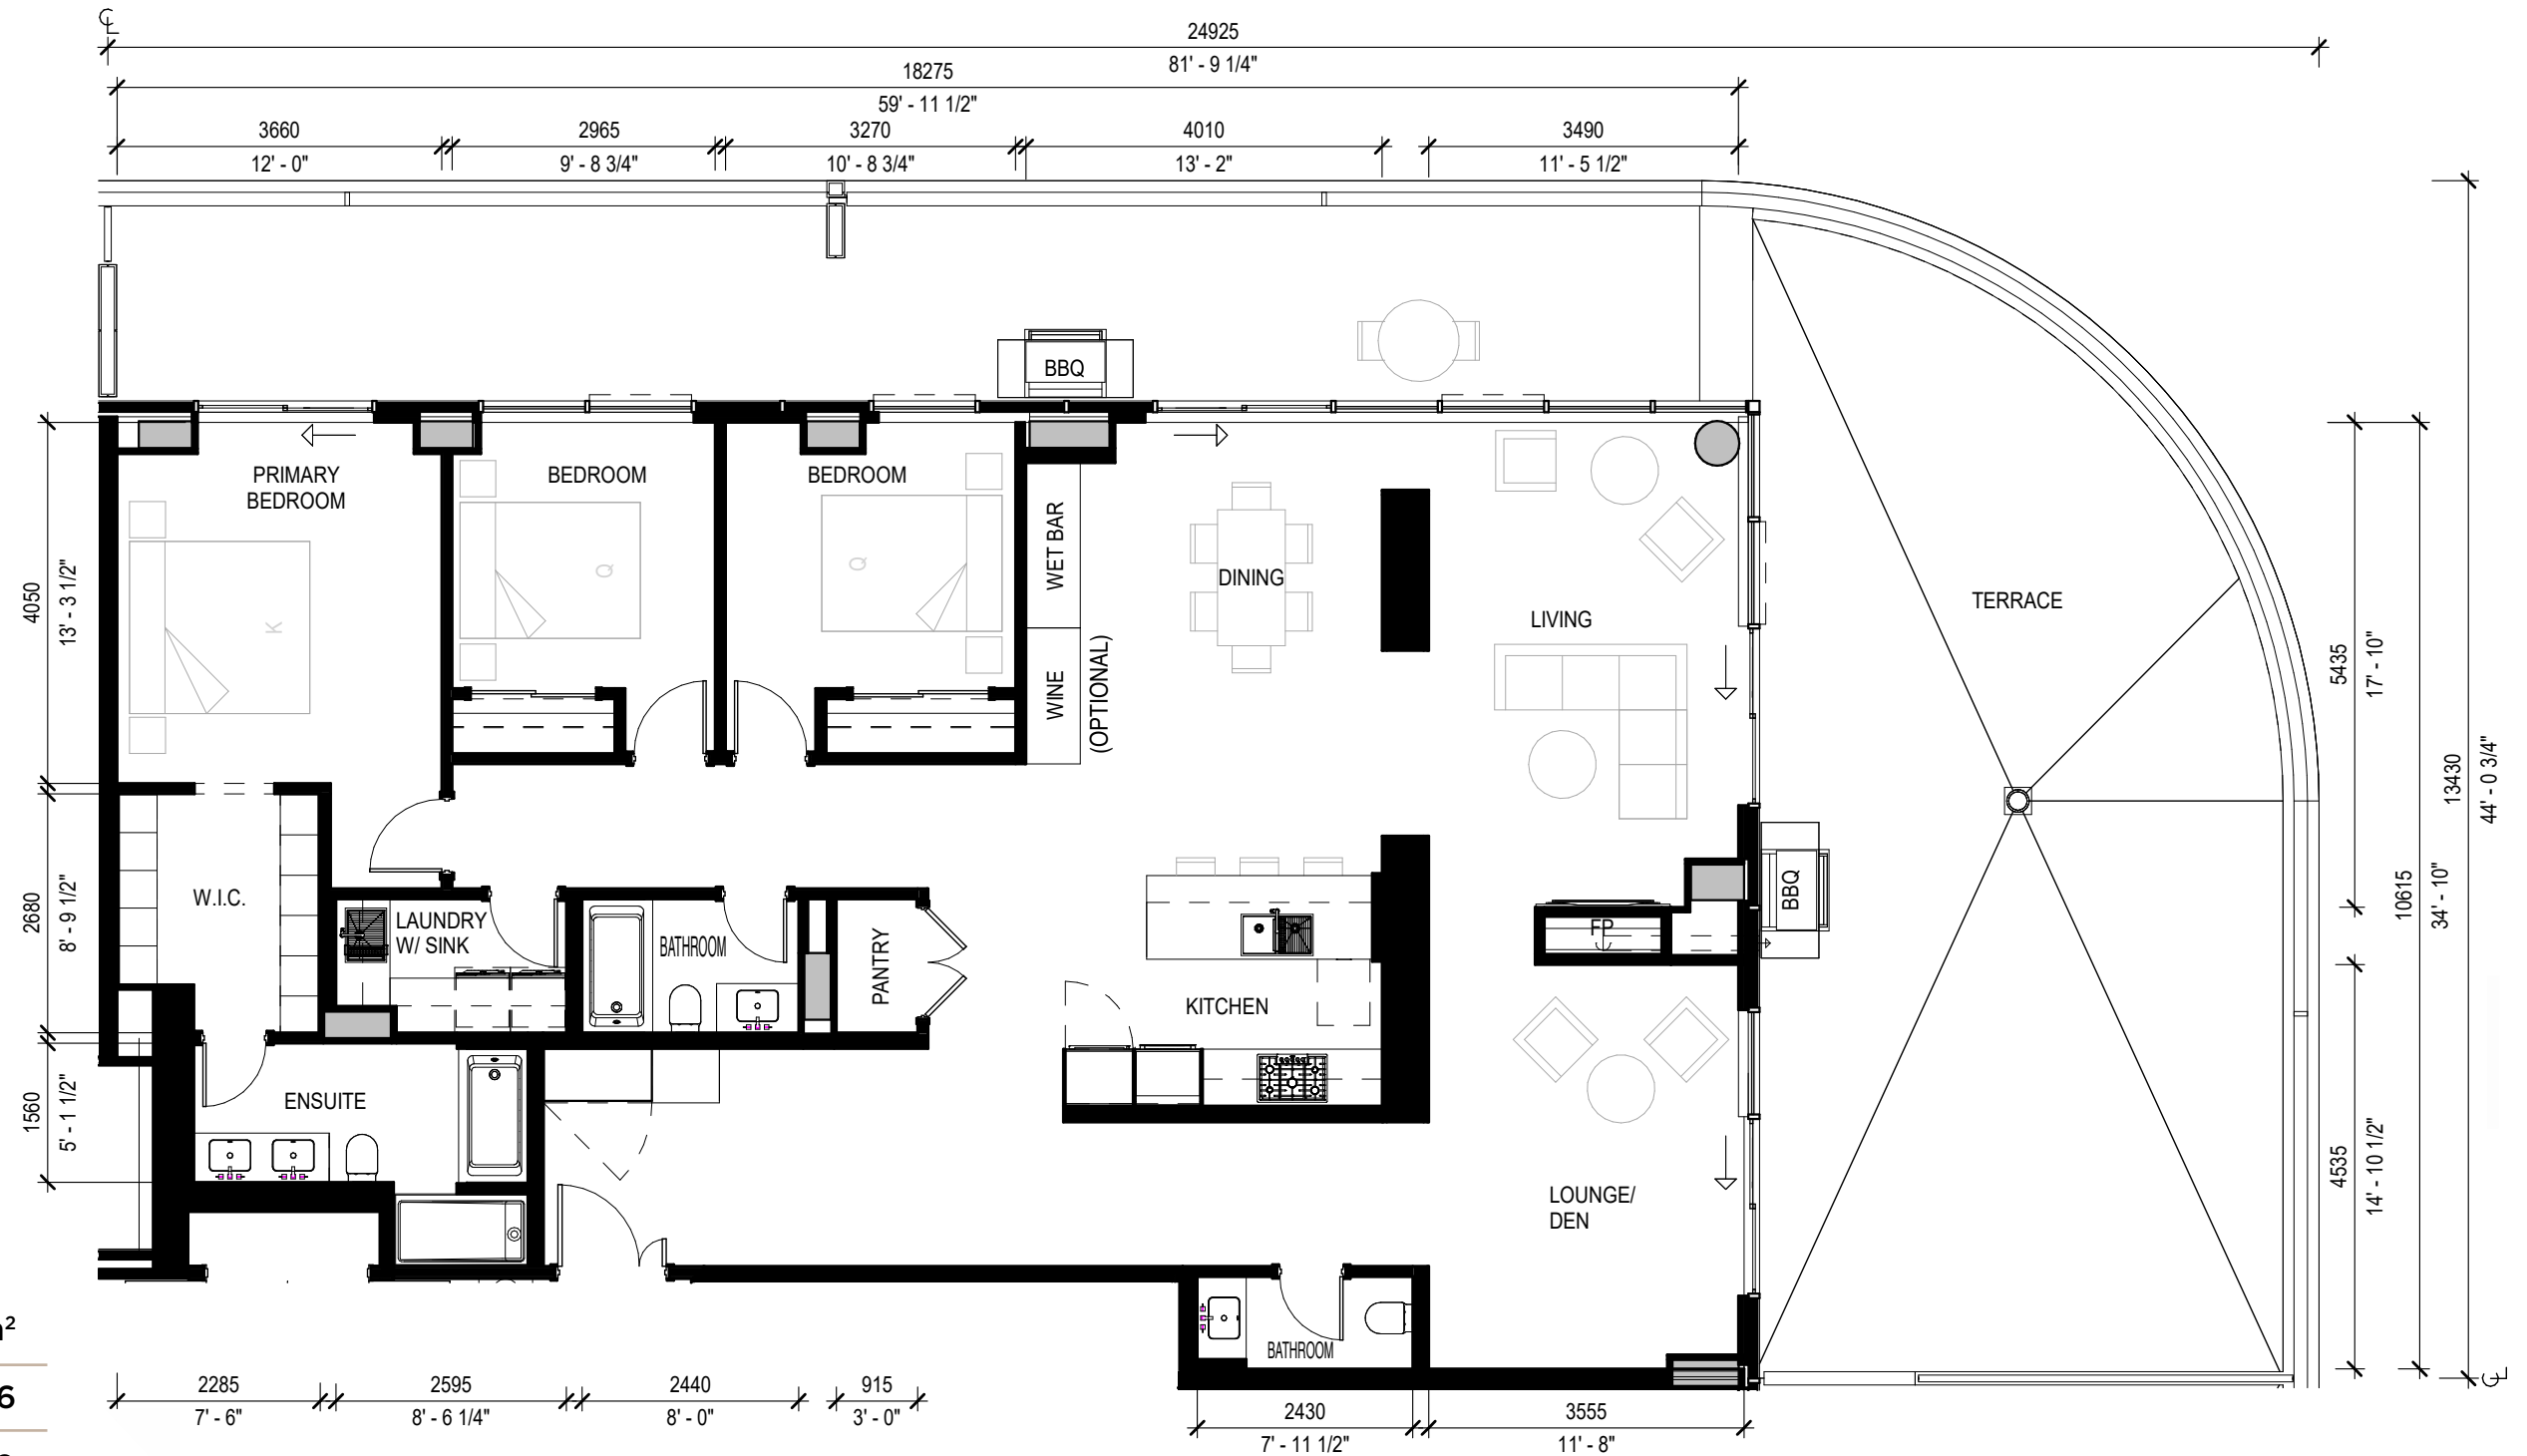 24925
81' - 9 1/4"
18275
59' - 11 1/2"
3660
2965
3270
4010
3490
12' - 0"
9' - 8 3/4"
10' - 8 3/4"
13' - 2"
11' - 5 1/2"
BBQ
PRIMARY
BEDROOM
BEDROOM
BEDROOM
K
Q
Q
WET BAR
WINE
(OPTIONAL)
DINING
LIVING
TERRACE
4050
13' - 3 1/2"
5435
17' - 10"
13430
44' - 0 3/4"
10615
34' - 10"
W.I.C.
LAUNDRY
W/ SINK
BATHROOM
PANTRY
KITCHEN
FP
BBQ
2680
8' - 9 1/2"
ENSUITE
1560
5' - 1 1/2"
LOUNGE/
DEN
4535
14' - 10 1/2"
BATHROOM
2285
2595
2440
915
7' - 6"
8' - 6 1/4"
8' - 0"
3' - 0"
2430
3555
7' - 11 1/2"
11' - 8"
6